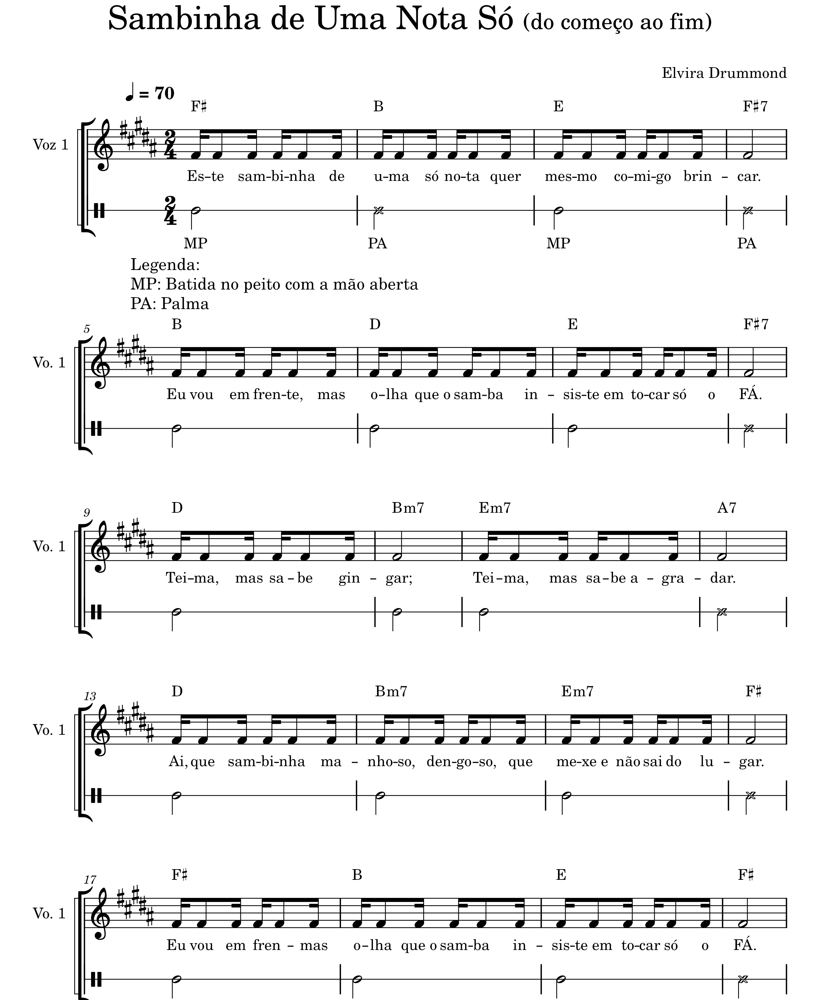 Sambinha de Uma Nota Só (do começo ao fim)
Elvira Drummond
♩ = 70
F♯ B E F♯7
Voz 1
2/4
Es–te sam–bi–nha de u–ma só no–ta quer mes–mo co–mi–go brin – car.
2/4
MP PA MP PA
Legenda:
MP: Batida no peito com a mão aberta
PA: Palma
5 B D E F♯7
Vo. 1
Eu vou em fren–te, mas o–lha que o sam–ba in – sis–te em to–car só o FÁ.
9 D Bm7 Em7 A7
Vo. 1
Tei–ma, mas sa–be gin – gar; Tei–ma, mas sa–be a – gra – dar.
13 D Bm7 Em7 F♯
Vo. 1
Ai, que sam–bi–nha ma – nho–so, den–go–so, que me–xe e não sai do lu – gar.
17 F♯ B E F♯
Vo. 1
Eu vou em fren – mas o–lha que o sam–ba in – sis–te em to–car só o FÁ.